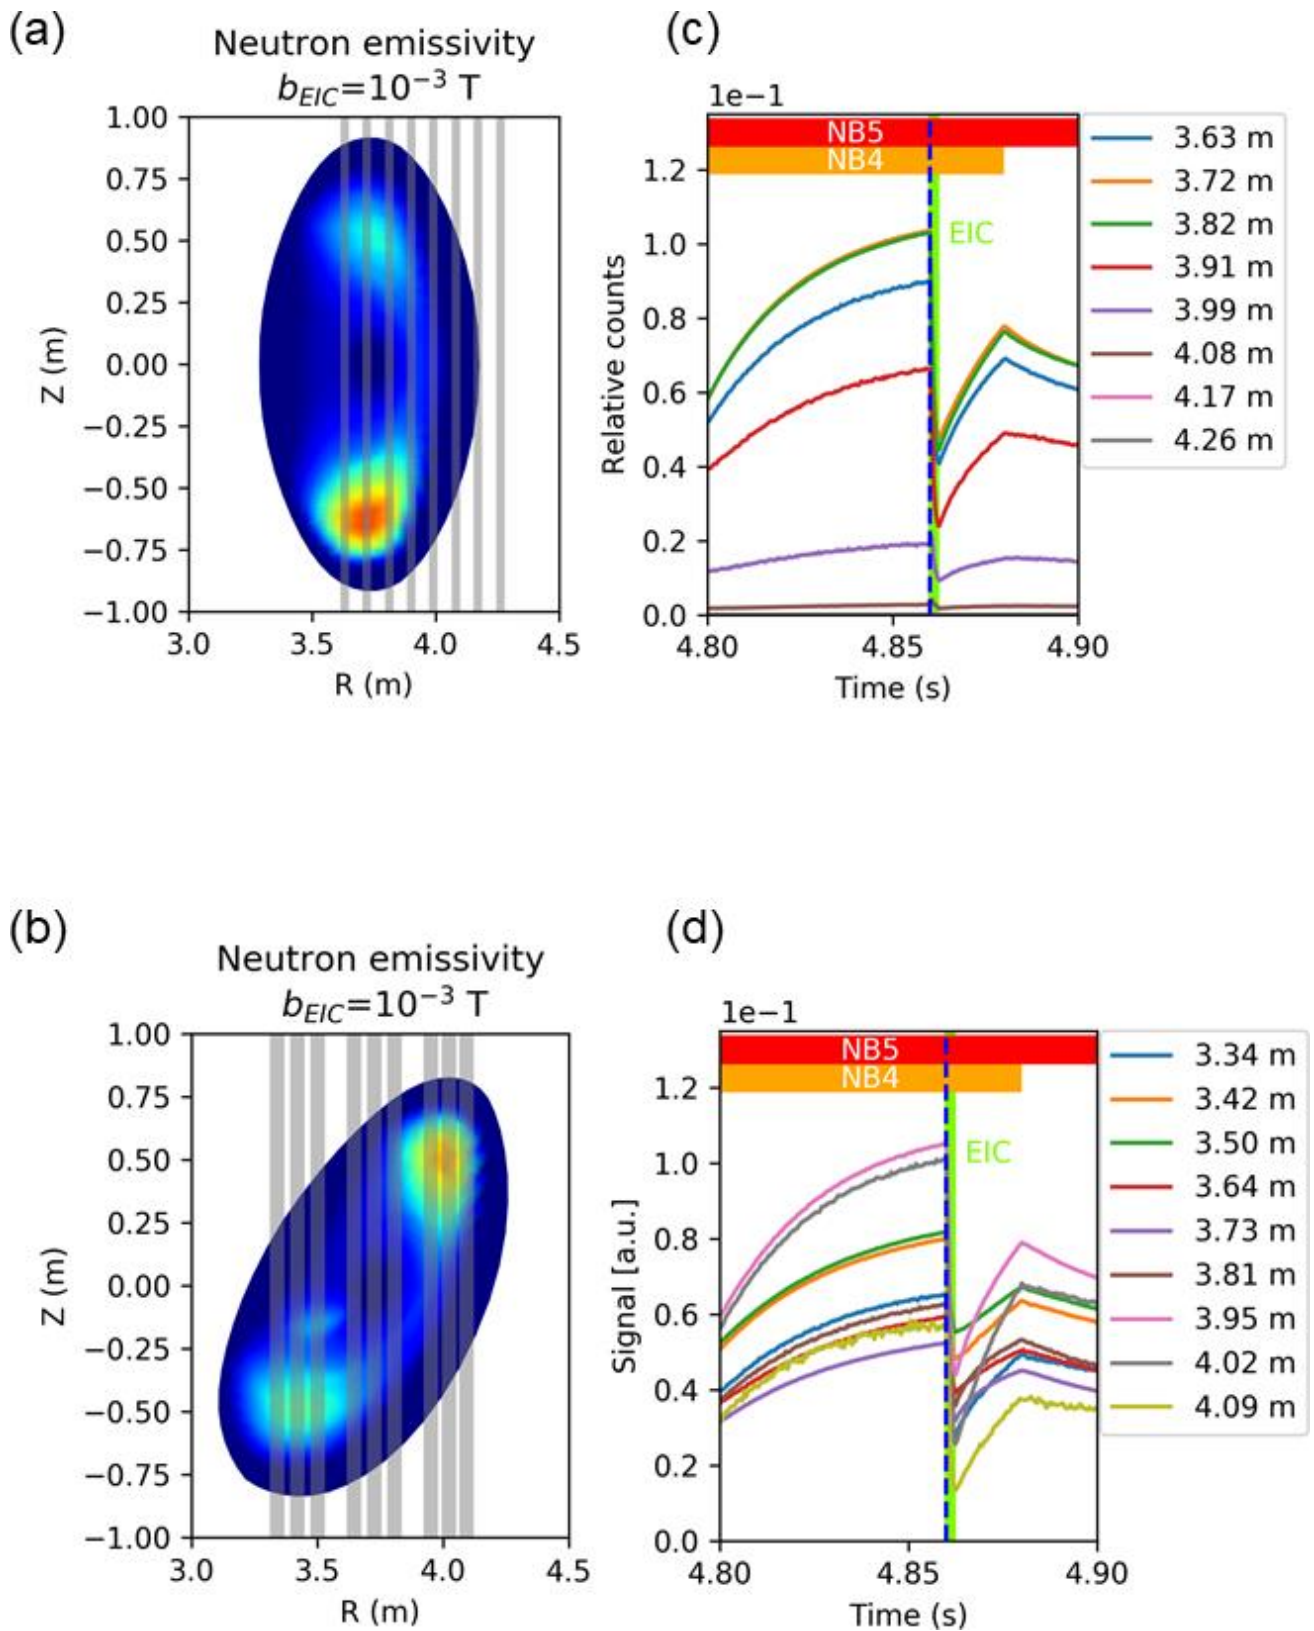 (a)
Neutron emissivity
b_EIC=10⁻³ T
1.00
0.75
0.50
0.25
0.00
−0.25
−0.50
−0.75
−1.00
Z (m)
3.0 3.5 4.0 4.5
R (m)
(c)
1e−1
NB5
NB4
EIC
1.2
1.0
0.8
0.6
0.4
0.2
0.0
Relative counts
4.80 4.85 4.90
Time (s)
3.63 m
3.72 m
3.82 m
3.91 m
3.99 m
4.08 m
4.17 m
4.26 m
(b)
Neutron emissivity
b_EIC=10⁻³ T
1.00
0.75
0.50
0.25
0.00
−0.25
−0.50
−0.75
−1.00
Z (m)
3.0 3.5 4.0 4.5
R (m)
(d)
1e−1
NB5
NB4
EIC
1.2
1.0
0.8
0.6
0.4
0.2
0.0
Signal [a.u.]
4.80 4.85 4.90
Time (s)
3.34 m
3.42 m
3.50 m
3.64 m
3.73 m
3.81 m
3.95 m
4.02 m
4.09 m